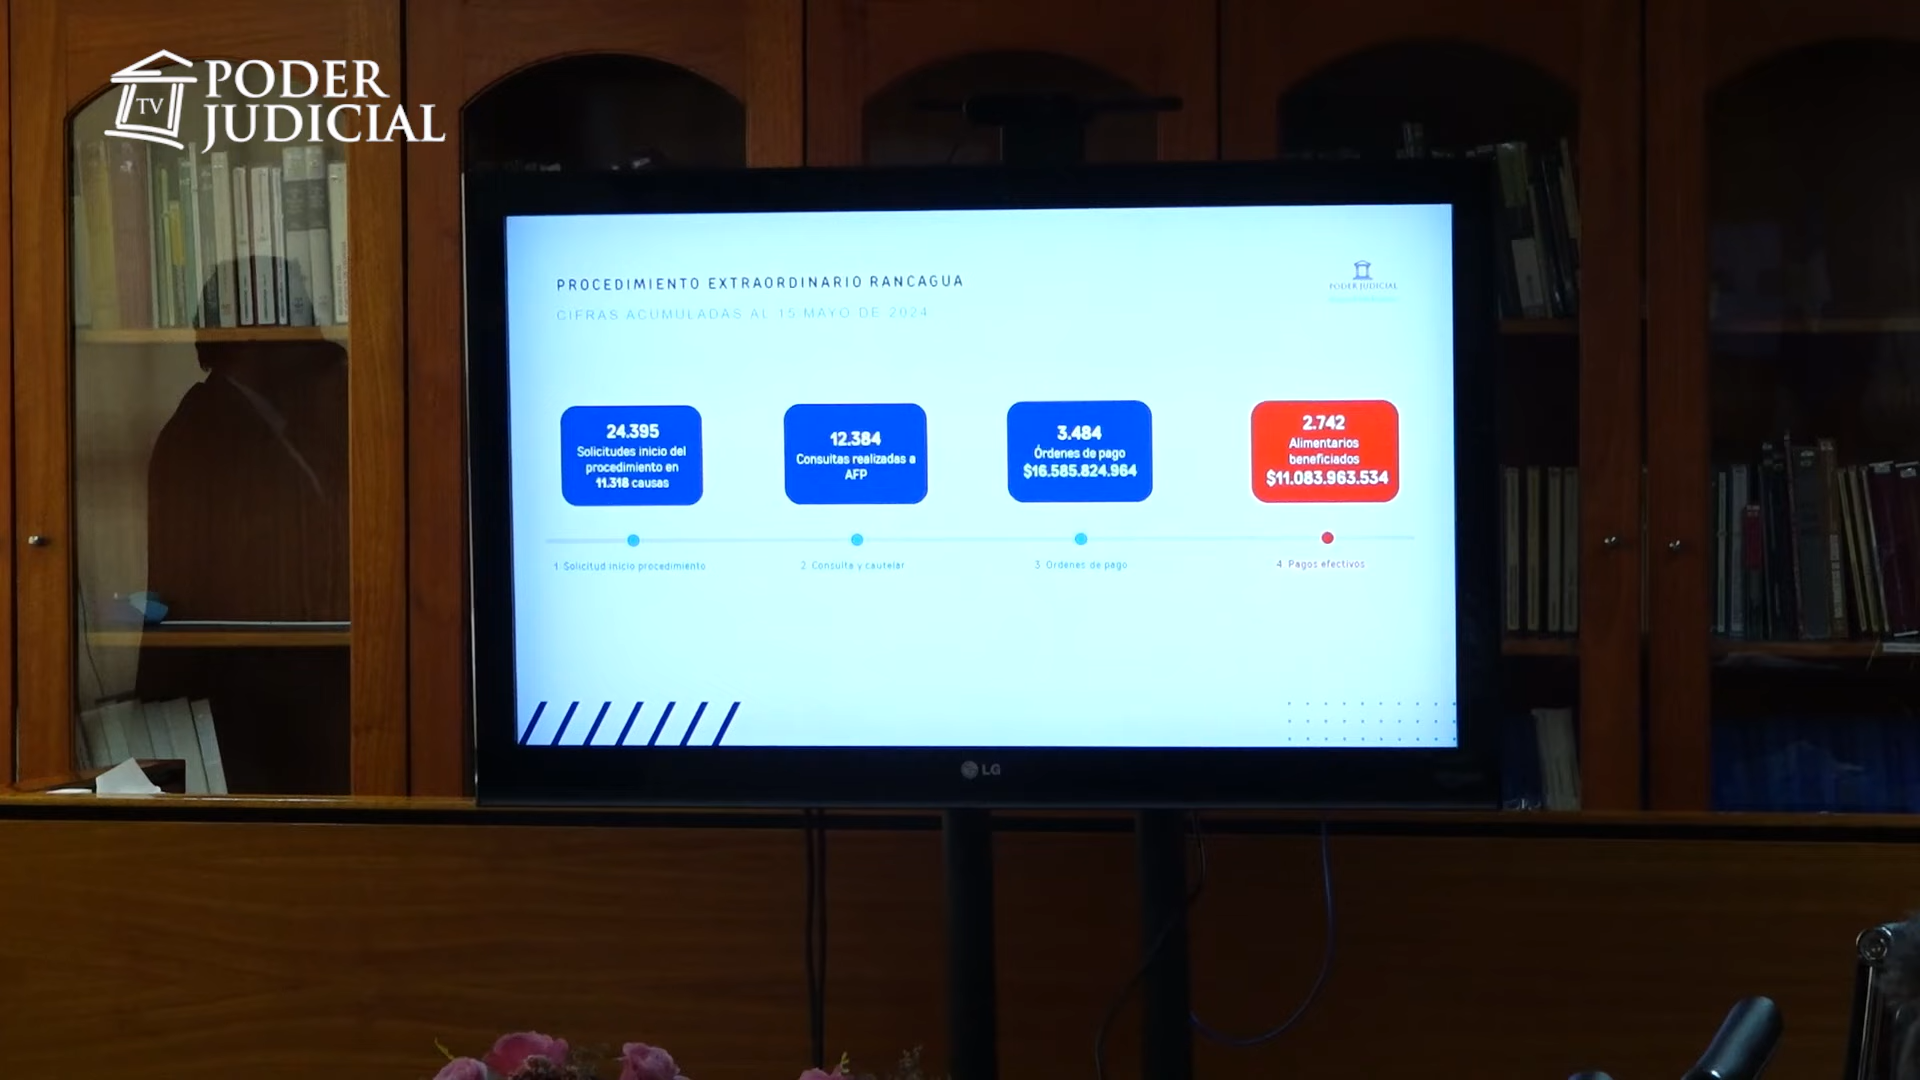 PODER
TV
JUDICIAL
PROCEDIMIENTO EXTRAORDINARIO RANCAGUA
CIFRAS ACUMULADAS AL 15 MAYO DE 2024
PODER JUDICIAL
24.395
Solicitudes inicio del
procedimiento en
11.318 causas
12.384
Consultas realizadas a
AFP
3.484
Órdenes de pago
$16.585.824.964
2.742
Alimentarios
beneficiados
$11.083.963.534
1 Solicitud inicio procedimiento
2 Consulta y cautelar
3 Ordenes de pago
4 Pagos efectivos
LG